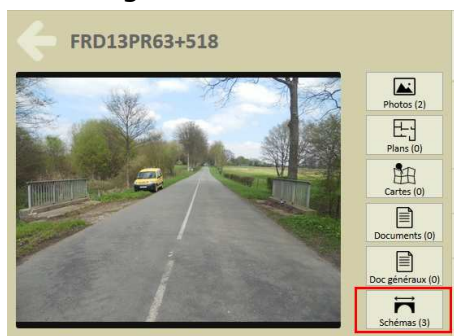 FRD13PR63+518
Photos (2)
Plans (0)
Cartes (0)
Documents (0)
Doc généraux (0)
Schémas (3)